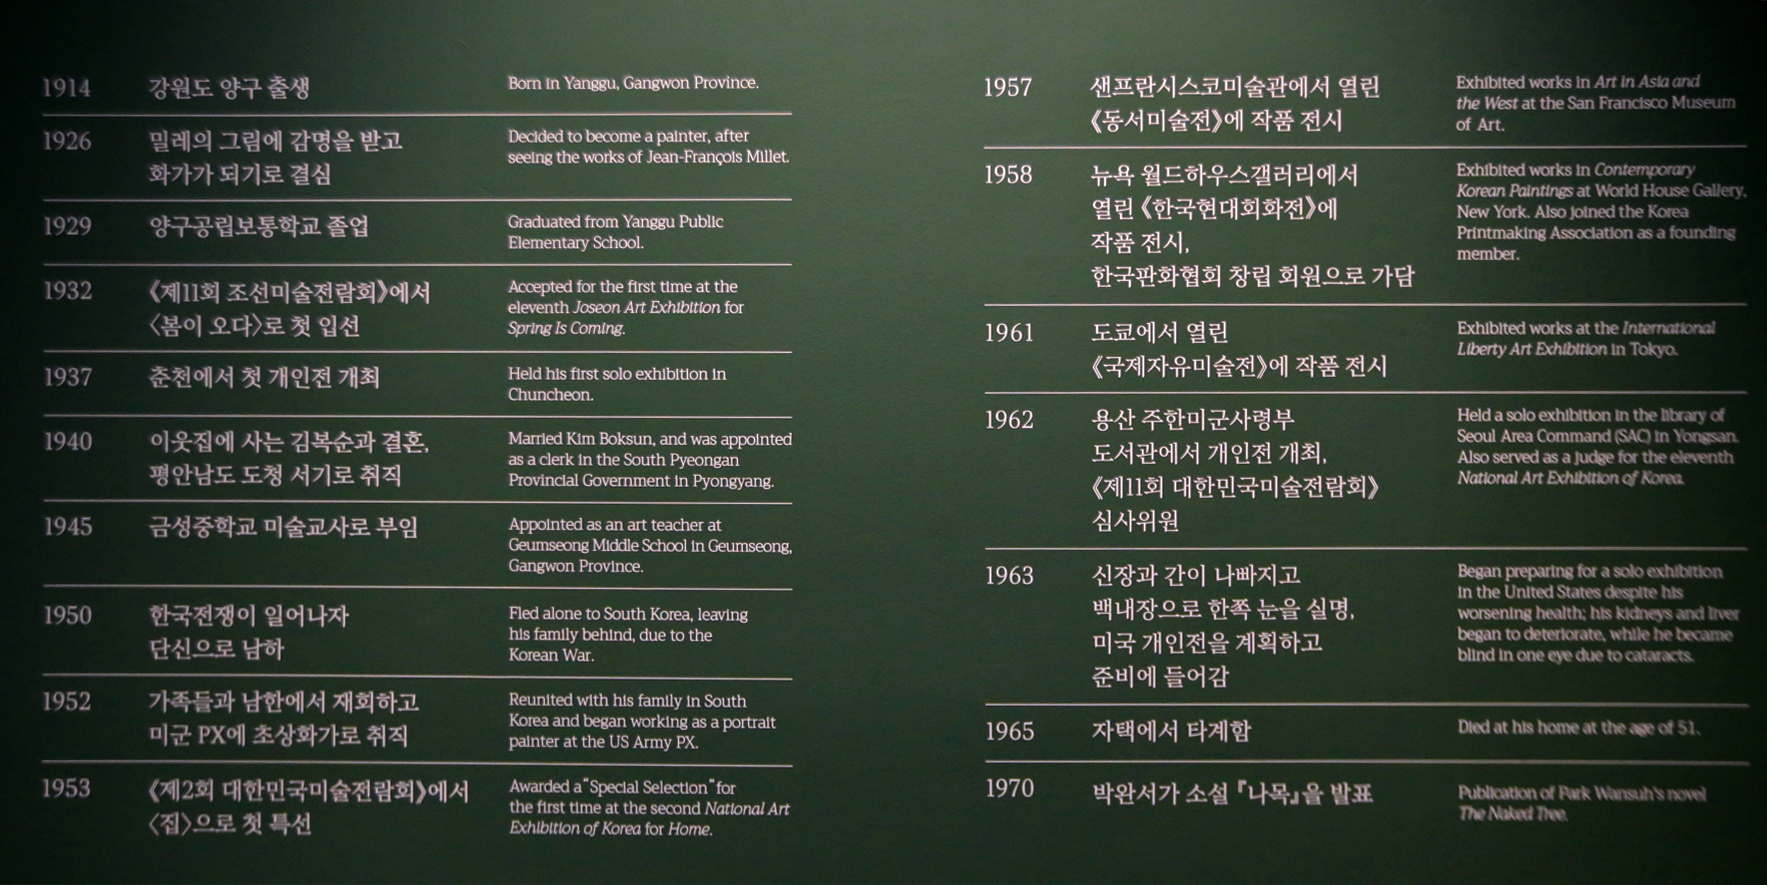 1914
강원도 양구 출생
Born in Yanggu, Gangwon Province.
1926
밀레의 그림에 감명을 받고
화가가 되기로 결심
Decided to become a painter, after
seeing the works of Jean-François Millet.
1929
양구공립보통학교 졸업
Graduated from Yanggu Public
Elementary School.
1932
《제11회 조선미술전람회》에서
〈봄이 오다〉로 첫 입선
Accepted for the first time at the
eleventh Joseon Art Exhibition for
Spring Is Coming.
1937
춘천에서 첫 개인전 개최
Held his first solo exhibition in
Chuncheon.
1940
이웃집에 사는 김복순과 결혼,
평안남도 도청 서기로 취직
Married Kim Boksun, and was appointed
as a clerk in the South Pyeongan
Provincial Government in Pyongyang.
1945
금성중학교 미술교사로 부임
Appointed as an art teacher at
Geumseong Middle School in Geumseong,
Gangwon Province.
1950
한국전쟁이 일어나자
단신으로 남하
Fled alone to South Korea, leaving
his family behind, due to the
Korean War.
1952
가족들과 남한에서 재회하고
미군 PX에 초상화가로 취직
Reunited with his family in South
Korea and began working as a portrait
painter at the US Army PX.
1953
《제2회 대한민국미술전람회》에서
〈집〉으로 첫 특선
Awarded a “Special Selection” for
the first time at the second National Art
Exhibition of Korea for Home.
1957
샌프란시스코미술관에서 열린
《동서미술전》에 작품 전시
Exhibited works in Art in Asia and
the West at the San Francisco Museum
of Art.
1958
뉴욕 월드하우스갤러리에서
열린 《한국현대회화전》에
작품 전시,
한국판화협회 창립 회원으로 가담
Exhibited works in Contemporary
Korean Paintings at World House Gallery,
New York. Also joined the Korea
Printmaking Association as a founding
member.
1961
도쿄에서 열린
《국제자유미술전》에 작품 전시
Exhibited works at the International
Liberty Art Exhibition in Tokyo.
1962
용산 주한미군사령부
도서관에서 개인전 개최,
《제11회 대한민국미술전람회》
심사위원
Held a solo exhibition in the library of
Seoul Area Command (SAC) in Yongsan.
Also served as a judge for the eleventh
National Art Exhibition of Korea.
1963
신장과 간이 나빠지고
백내장으로 한쪽 눈을 실명,
미국 개인전을 계획하고
준비에 들어감
Began preparing for a solo exhibition
in the United States despite his
worsening health; his kidneys and liver
began to deteriorate, while he became
blind in one eye due to cataracts.
1965
자택에서 타계함
Died at his home at the age of 51.
1970
박완서가 소설 『나목』을 발표
Publication of Park Wansuh's novel
The Naked Tree.